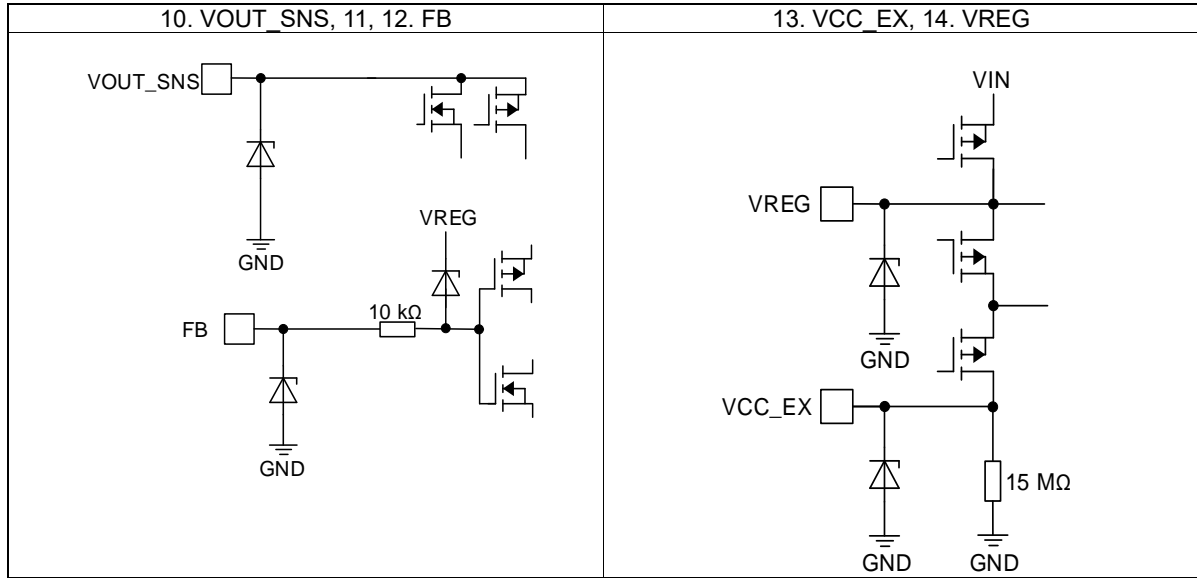 10. VOUT_SNS, 11, 12. FB
VOUT_SNS
GND
VREG
10 kΩ
FB
GND
13. VCC_EX, 14. VREG
VIN
VREG
GND
VCC_EX
15 MΩ
GND
GND